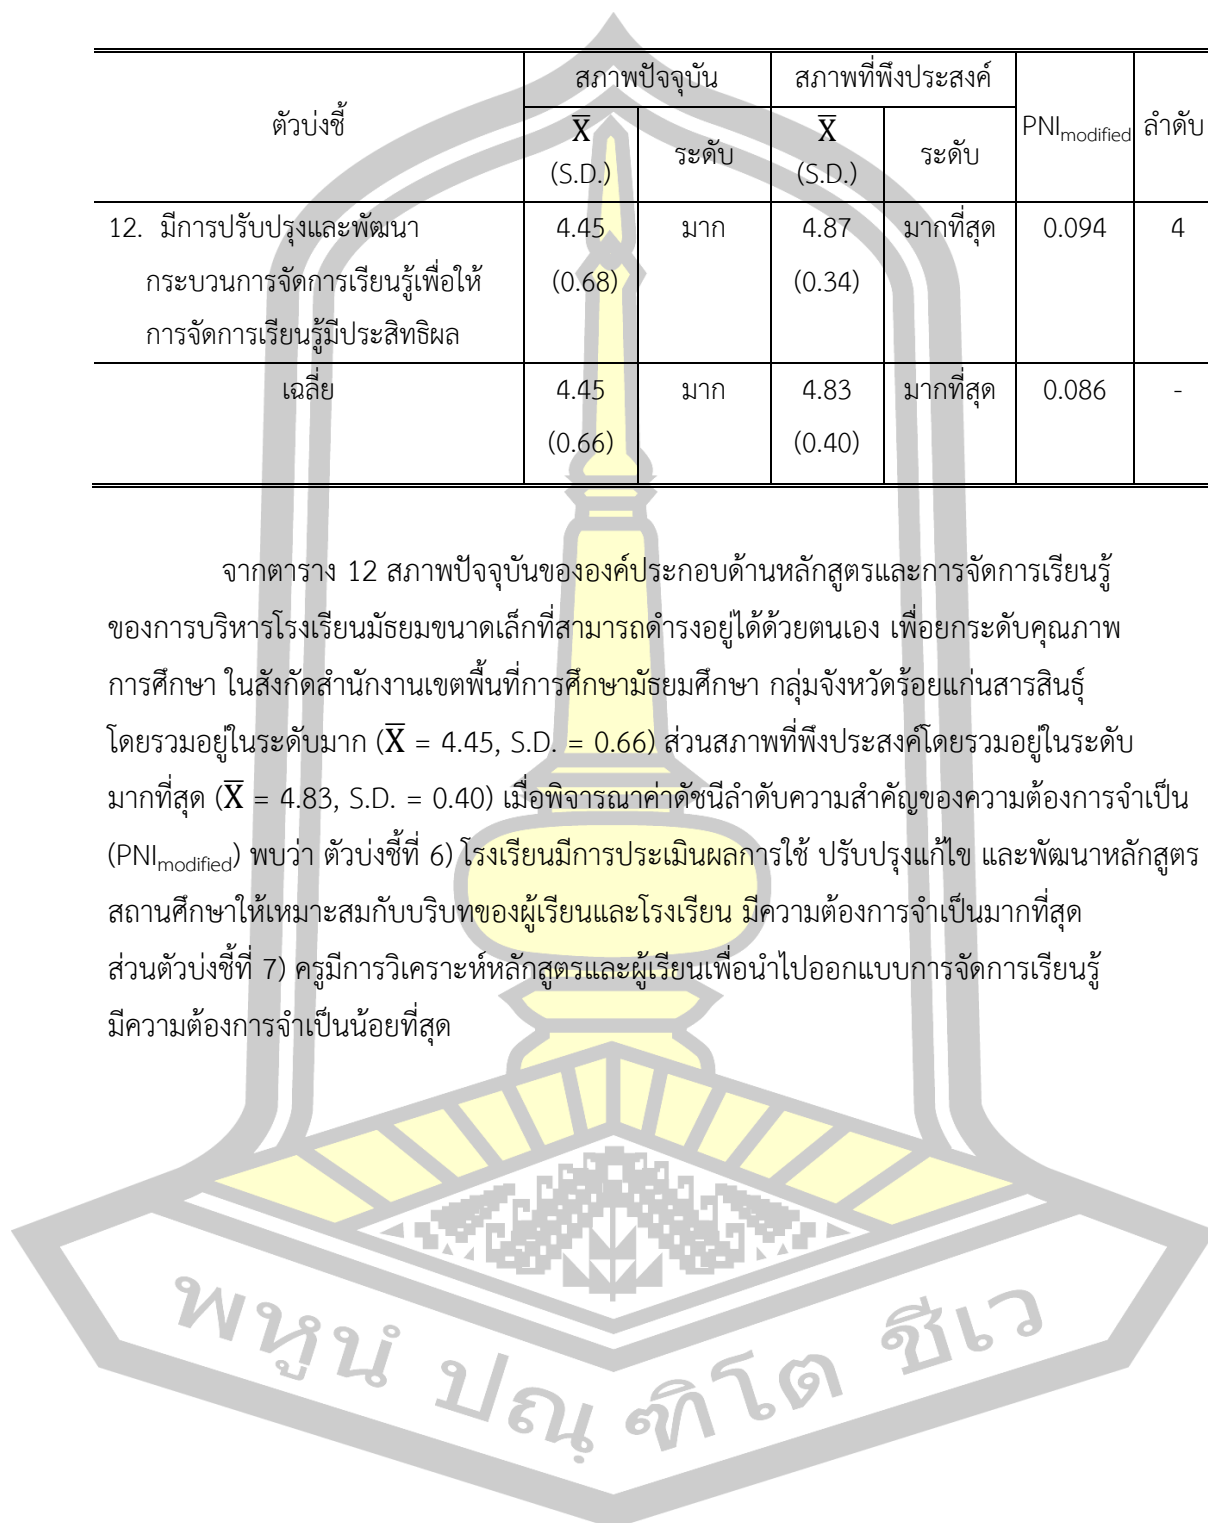 ตัวบ่งชี้ สภาพปัจจุบัน สภาพที่พึงประสงค์ PNImodified ลำดับ
X̅ (S.D.) ระดับ X̅ (S.D.) ระดับ
12. มีการปรับปรุงและพัฒนา 4.45 มาก 4.87 มากที่สุด 0.094 4
กระบวนการจัดการเรียนรู้เพื่อให้ (0.68) (0.34)
การจัดการเรียนรู้มีประสิทธิผล
เฉลี่ย 4.45 มาก 4.83 มากที่สุด 0.086 -
(0.66) (0.40)
จากตาราง 12 สภาพปัจจุบันขององค์ประกอบด้านหลักสูตรและการจัดการเรียนรู้
ของการบริหารโรงเรียนมัธยมขนาดเล็กที่สามารถดำรงอยู่ได้ด้วยตนเอง เพื่อยกระดับคุณภาพ
การศึกษา ในสังกัดสำนักงานเขตพื้นที่การศึกษามัธยมศึกษา กลุ่มจังหวัดร้อยแก่นสารสินธุ์
โดยรวมอยู่ในระดับมาก (X̅ = 4.45, S.D. = 0.66) ส่วนสภาพที่พึงประสงค์โดยรวมอยู่ในระดับ
มากที่สุด (X̅ = 4.83, S.D. = 0.40) เมื่อพิจารณาค่าดัชนีลำดับความสำคัญของความต้องการจำเป็น
(PNImodified) พบว่า ตัวบ่งชี้ที่ 6) โรงเรียนมีการประเมินผลการใช้ ปรับปรุงแก้ไข และพัฒนาหลักสูตร
สถานศึกษาให้เหมาะสมกับบริบทของผู้เรียนและโรงเรียน มีความต้องการจำเป็นมากที่สุด
ส่วนตัวบ่งชี้ที่ 7) ครูมีการวิเคราะห์หลักสูตรและผู้เรียนเพื่อนำไปออกแบบการจัดการเรียนรู้
มีความต้องการจำเป็นน้อยที่สุด
พหูนํ ปณฺฑิโต ชีเว